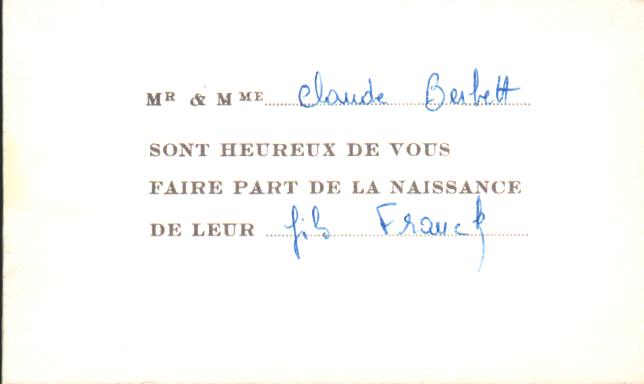 MR & MME Claude Berbett
SONT HEUREUX DE VOUS
FAIRE PART DE LA NAISSANCE
DE LEUR fils Franck